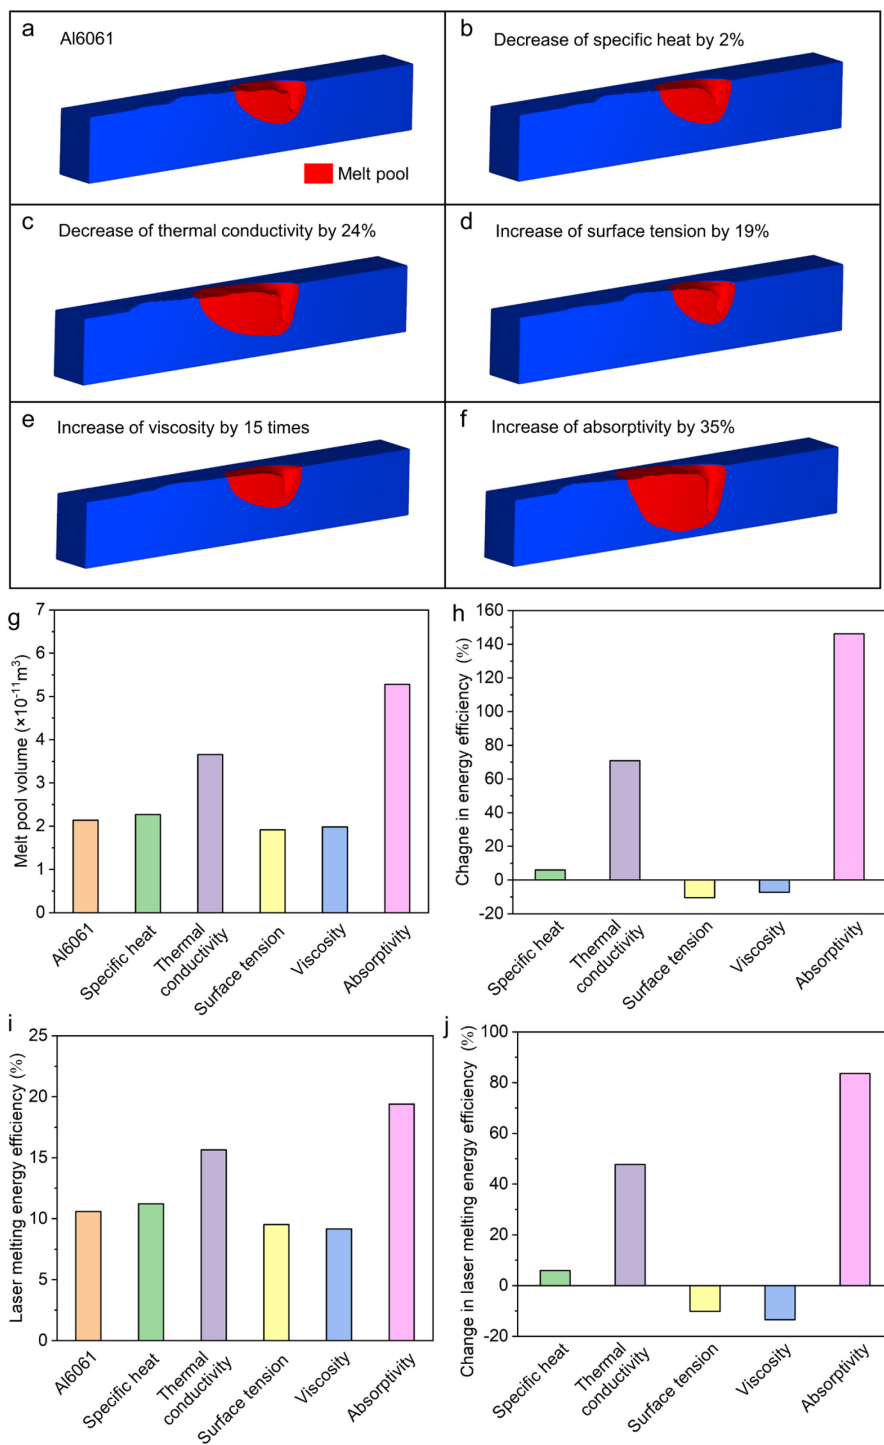 a
Al6061
Melt pool
b
Decrease of specific heat by 2%
c
Decrease of thermal conductivity by 24%
d
Increase of surface tension by 19%
e
Increase of viscosity by 15 times
f
Increase of absorptivity by 35%
g
Melt pool volume (×10⁻¹¹m³)
7
6
5
4
3
2
1
0
Al6061
Specific heat
Thermal
conductivity
Surface tension
Viscosity
Absorptivity
h
Chagne in energy efficiency (%)
160
140
120
100
80
60
40
20
0
-20
Specific heat
Thermal
conductivity
Surface tension
Viscosity
Absorptivity
i
Laser melting energy efficiency (%)
25
20
15
10
5
0
Al6061
Specific heat
Thermal
conductivity
Surface tension
Viscosity
Absorptivity
j
Change in laser melting energy efficiency (%)
100
80
60
40
20
0
-20
Specific heat
Thermal
conductivity
Surface tension
Viscosity
Absorptivity